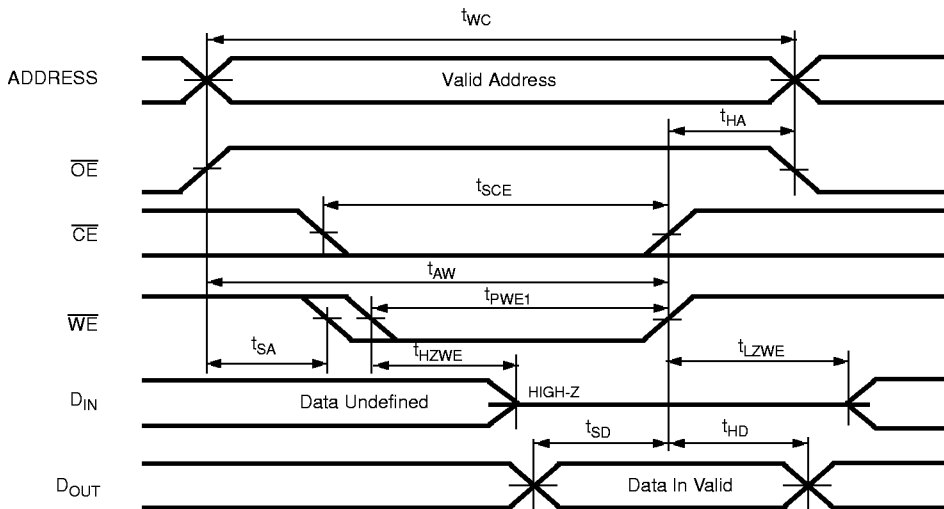 tWC
ADDRESS
Valid Address
tHA
OE
tSCE
CE
tAW
tPWE1
WE
tSA
tHZWE
tLZWE
DIN
Data Undefined
HIGH-Z
tSD
tHD
DOUT
Data In Valid